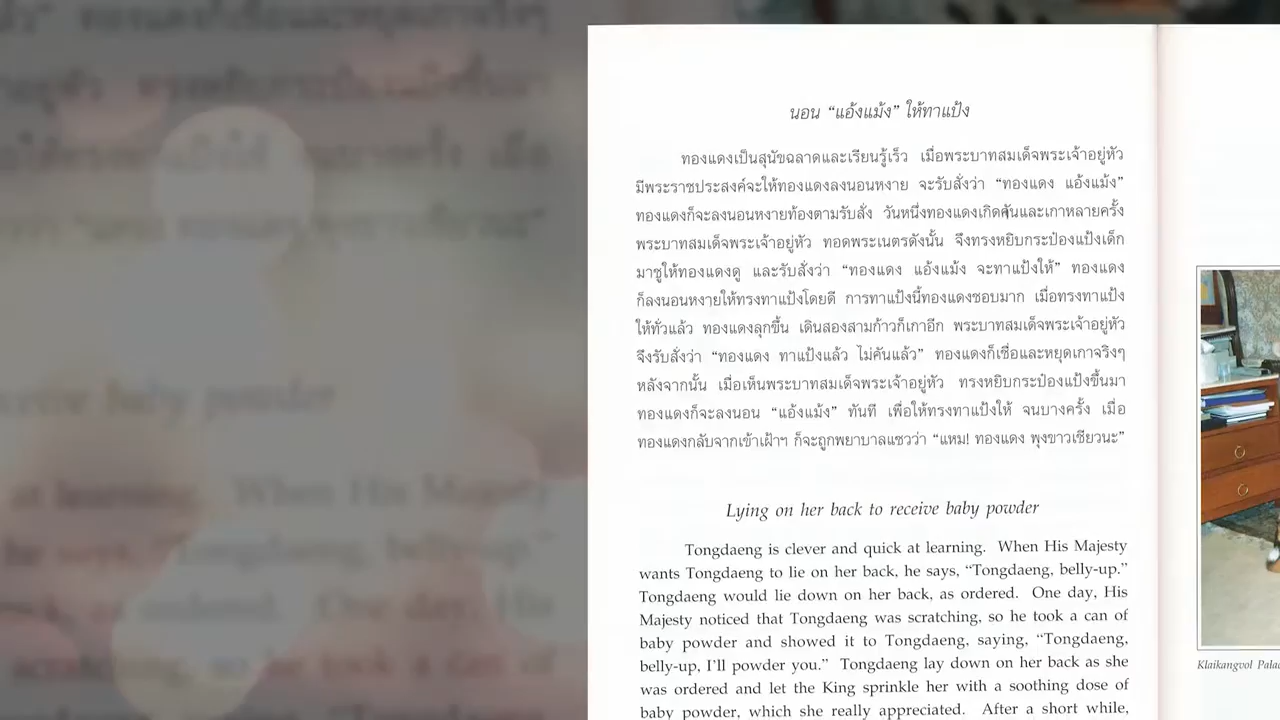 นอน “แอ้งแม้ง” ให้ทาแป้ง
ทองแดงเป็นสุนัขฉลาดและเรียนรู้เร็ว เมื่อพระบาทสมเด็จพระเจ้าอยู่หัว
มีพระราชประสงค์จะให้ทองแดงลงนอนหงาย จะรับสั่งว่า “ทองแดง แอ้งแม้ง”
ทองแดงก็จะลงนอนหงายท้องตามรับสั่ง วันหนึ่งทองแดงเกิดคันและเกาหลายครั้ง
พระบาทสมเด็จพระเจ้าอยู่หัว ทอดพระเนตรดังนั้น จึงทรงหยิบกระป๋องแป้งเด็ก
มาชูให้ทองแดงดู และรับสั่งว่า “ทองแดง แอ้งแม้ง จะทาแป้งให้” ทองแดง
ก็ลงนอนหงายให้ทรงทาแป้งโดยดี การทาแป้งนี้ทองแดงชอบมาก เมื่อทรงทาแป้ง
ให้ทั่วแล้ว ทองแดงลุกขึ้น เดินสองสามก้าวก็เกาอีก พระบาทสมเด็จพระเจ้าอยู่หัว
จึงรับสั่งว่า “ทองแดง ทาแป้งแล้ว ไม่คันแล้ว” ทองแดงก็เชื่อและหยุดเกาจริงๆ
หลังจากนั้น เมื่อเห็นพระบาทสมเด็จพระเจ้าอยู่หัว ทรงหยิบกระป๋องแป้งขึ้นมา
ทองแดงก็จะลงนอน “แอ้งแม้ง” ทันที เพื่อให้ทรงทาแป้งให้ จนบางครั้ง เมื่อ
ทองแดงกลับจากเข้าเฝ้าฯ ก็จะถูกพยาบาลแซวว่า “แหม! ทองแดง พุงขาวเชียวนะ”
Lying on her back to receive baby powder
Tongdaeng is clever and quick at learning. When His Majesty
wants Tongdaeng to lie on her back, he says, “Tongdaeng, belly-up.”
Tongdaeng would lie down on her back, as ordered. One day, His
Majesty noticed that Tongdaeng was scratching, so he took a can of
baby powder and showed it to Tongdaeng, saying, “Tongdaeng,
belly-up, I’ll powder you.” Tongdaeng lay down on her back as she
was ordered and let the King sprinkle her with a soothing dose of
baby powder, which she really appreciated. After a short while,
Klaikangvol